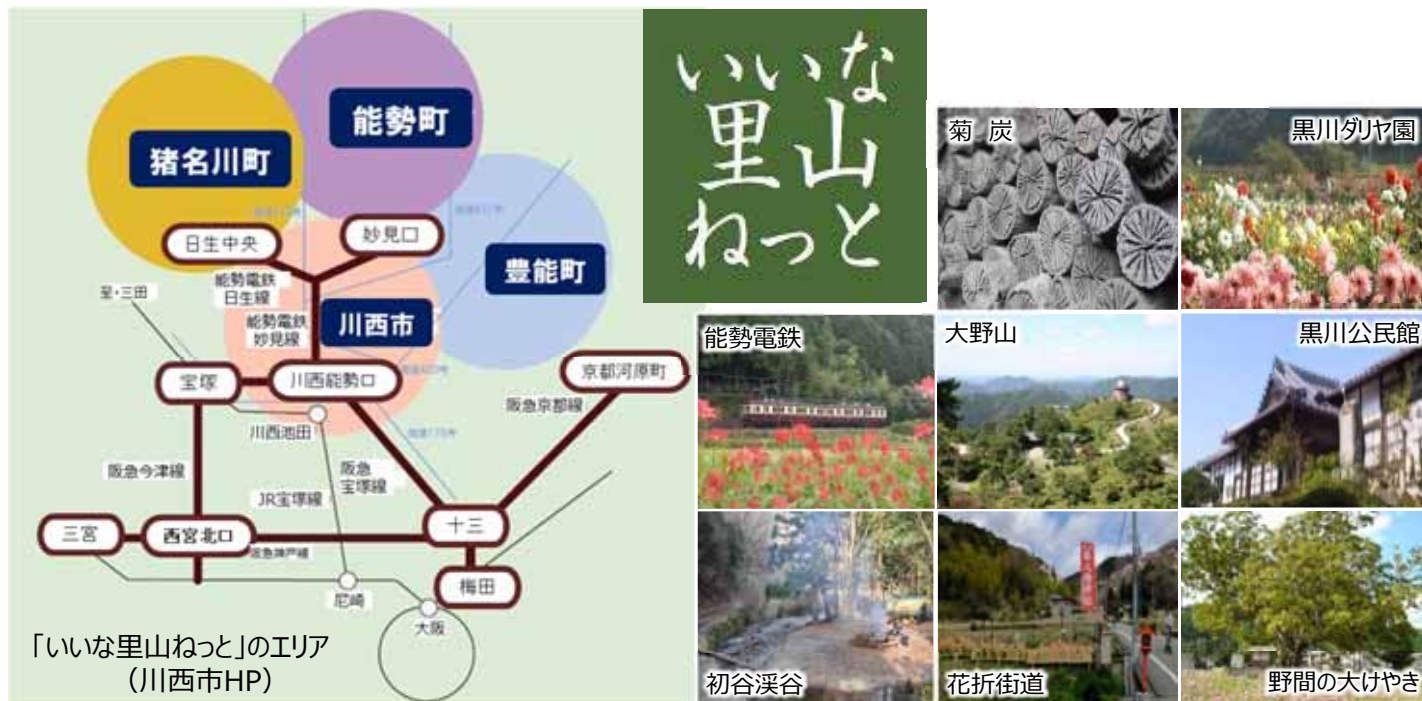 能勢町
猪名川町
日生中央
妙見口
豊能町
能勢電鉄
日生線
至・三田
能勢電鉄
妙見線
川西市
宝塚
川西能勢口
京都河原町
阪急京都線
川西池田
阪急今津線
阪急
宝塚線
JR宝塚線
三宮
西宮北口
阪急神戸線
十三
梅田
尼崎
大阪
「いいな里山ねっと」のエリア
(川西市HP)
いいな
里山
ねっと
菊 炭
黒川ダリヤ園
能勢電鉄
大野山
黒川公民館
初谷渓谷
花折街道
野間の大けやき